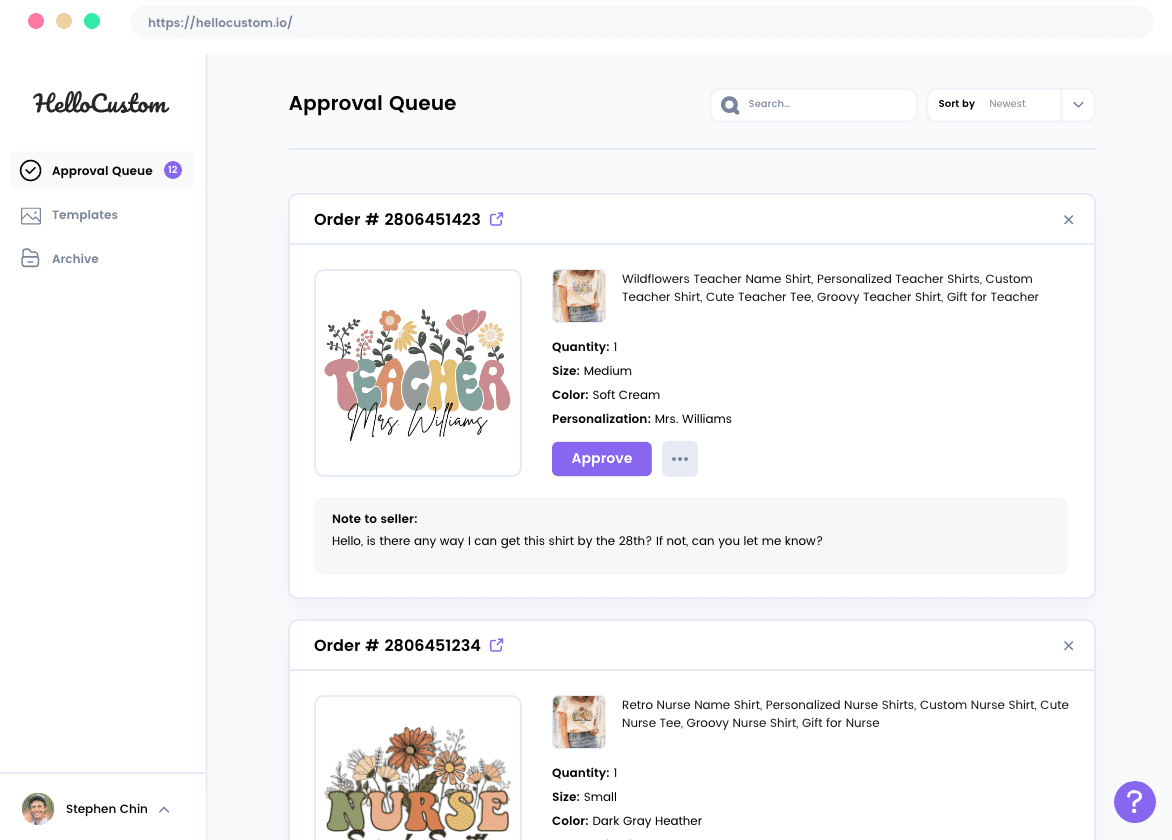 https://hellocustom.io/
HelloCustom
Approval Queue 12
Templates
Archive
Stephen Chin
Approval Queue
Search...
Sort by Newest
Order # 2806451423
TEACHER
Mrs. Williams
Wildflowers Teacher Name Shirt, Personalized Teacher Shirts, Custom
Teacher Shirt, Cute Teacher Tee, Groovy Teacher Shirt, Gift for Teacher
Quantity: 1
Size: Medium
Color: Soft Cream
Personalization: Mrs. Williams
Approve
Note to seller:
Hello, is there any way I can get this shirt by the 28th? If not, can you let me know?
Order # 2806451234
NURSE
Retro Nurse Name Shirt, Personalized Nurse Shirts, Custom Nurse Shirt, Cute
Nurse Tee, Groovy Nurse Shirt, Gift for Nurse
Quantity: 1
Size: Small
Color: Dark Gray Heather
?